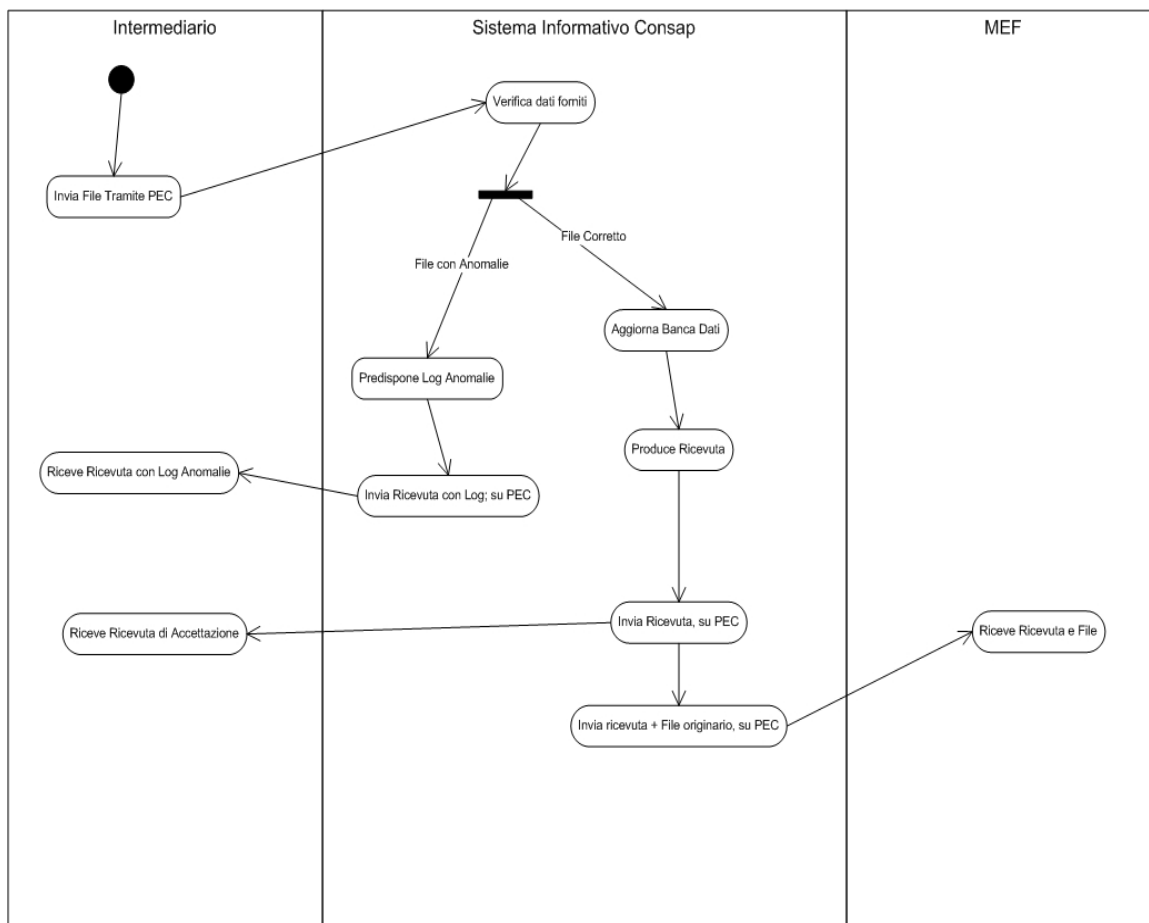 Intermediario
Sistema Informativo Consap
MEF
Verifica dati forniti
Invia File Tramite PEC
File Corretto
File con Anomalie
Aggiorna Banca Dati
Predispone Log Anomalie
Produce Ricevuta
Riceve Ricevuta con Log Anomalie
Invia Ricevuta con Log; su PEC
Riceve Ricevuta di Accettazione
Invia Ricevuta, su PEC
Riceve Ricevuta e File
Invia ricevuta + File originario, su PEC